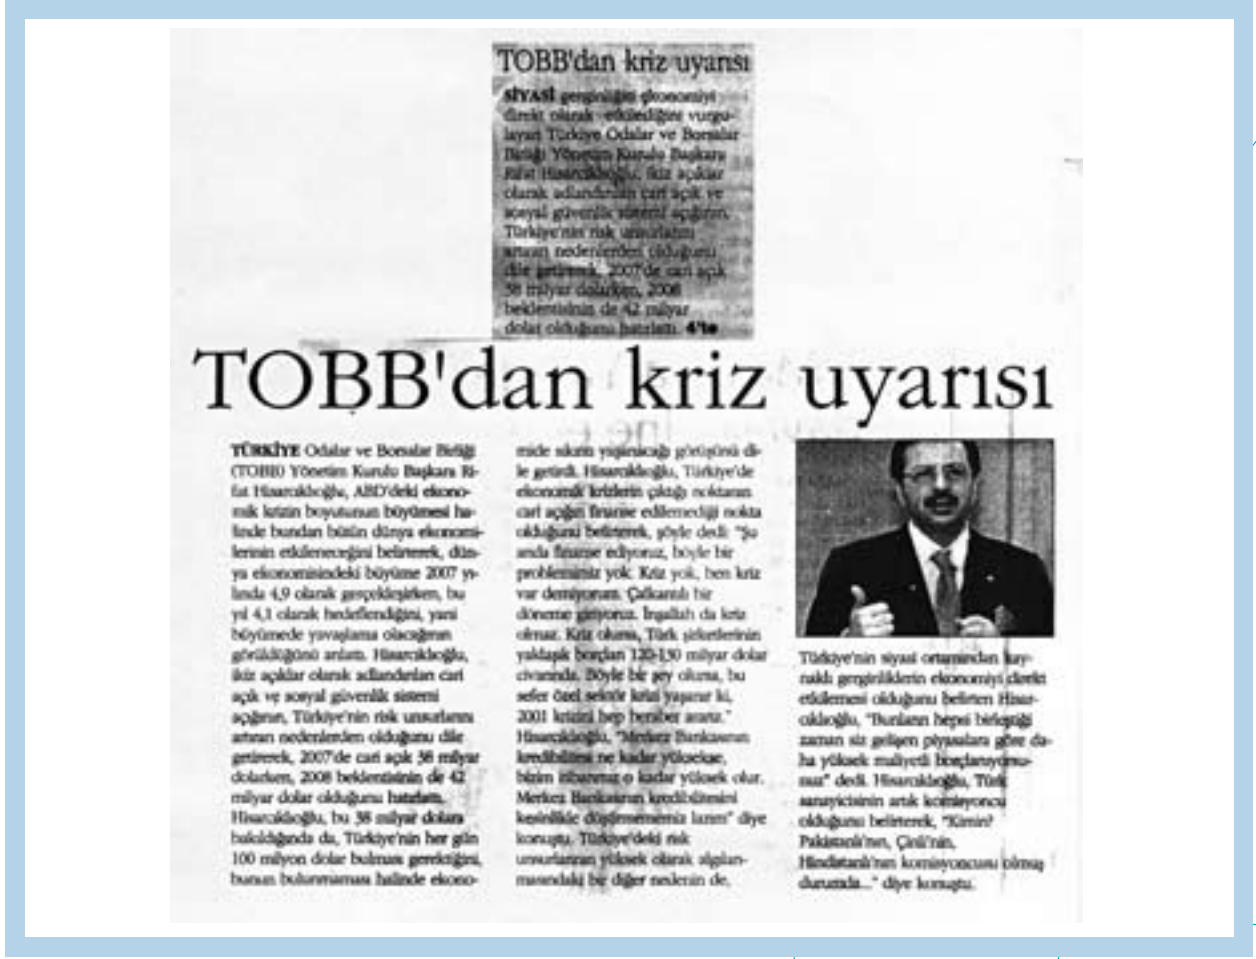 TOBB'dan kriz uyarısı
SİYASİ gerginliğin ekonomiyi
direkt olarak etkilediğini vurgu-
layan Türkiye Odalar ve Borsalar
Birliği Yönetim Kurulu Başkanı
Rifat Hisarcıklıoğlu, ikiz açıklar
olarak adlandırılan cari açık ve
sosyal güvenlik sistemi açığının,
Türkiye'nin risk unsurlarını
artıran nedenlerden olduğunu
dile getirerek, 2007'de cari açık
38 milyar dolarken, 2008
beklentisinin de 42 milyar
dolar olduğunu hatırlattı. 4'te
TOBB'dan kriz uyarısı
TÜRKİYE Odalar ve Borsalar Birliği
(TOBB) Yönetim Kurulu Başkanı Ri-
fat Hisarcıklıoğlu, ABD'deki ekono-
mik krizin boyutunun büyümesi ha-
linde bundan bütün dünya ekonomi-
lerinin etkileneceğini belirterek, dün-
ya ekonomisindeki büyüme 2007 yı-
lında 4,9 olarak gerçekleşirken, bu
yıl 4,1 olarak hedeflendiğini, yani
büyümede yavaşlama olacağının
görüldüğünü anlattı. Hisarcıklıoğlu,
ikiz açıklar olarak adlandırılan cari
açık ve sosyal güvenlik sistemi
açığının, Türkiye'nin risk unsurlarını
artıran nedenlerden olduğunu dile
getirerek, 2007'de cari açık 38 milyar
dolarken, 2008 beklentisinin de 42
milyar dolar olduğunu hatırlattı.
Hisarcıklıoğlu, bu 38 milyar dolara
bakıldığında da, Türkiye'nin her gün
100 milyon dolar bulması gerektiğini,
bunun bulunmaması halinde ekono-
mide sıkıntı yaşanacağı görüşünü di-
le getirdi. Hisarcıklıoğlu, Türkiye'de
ekonomik krizlerin çıktığı noktanın
cari açığın finanse edilemediği nokta
olduğunu belirterek, şöyle dedi: "Şu
anda finanse ediyoruz, böyle bir
problemimiz yok. Kriz yok, ben kriz
var demiyorum. Çalkantılı bir
döneme giriyoruz. İnşallah da kriz
olmaz. Kriz olursa, Türk şirketlerinin
yaklaşık borçları 120-130 milyar dolar
civarında. Böyle bir şey olursa, bu
sefer özel sektör krizi yaşanır ki,
2001 krizini hep beraber ararız."
Hisarcıklıoğlu, "Merkez Bankasının
kredibilitesi ne kadar yüksekse,
bizim itibarımız o kadar yüksek olur.
Merkez Bankasının kredibilitesini
kesinlikle düşürmememiz lazım" diye
konuştu. Türkiye'deki risk
unsurlarının yüksek olarak algılan-
masındaki bir diğer nedenin de,
Türkiye'nin siyasi ortamından kay-
naklı gerginliklerin ekonomiyi direkt
etkilemesi olduğunu belirten Hisar-
cıklıoğlu, "Bunların hepsi birleştiği
zaman siz gelişen piyasalara göre da-
ha yüksek maliyetli borçlanıyorsu-
nuz" dedi. Hisarcıklıoğlu, Türk
sanayicisinin artık komisyoncu
olduğunu belirterek, "Kimin?
Pakistanlı'nın, Çinli'nin,
Hindistanlı'nın komisyoncusu olmuş
durumda..." diye konuştu.